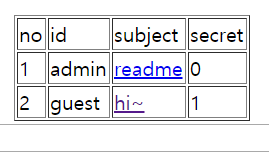 no id subject secret
1 admin readme 0
2 guest hi~ 1